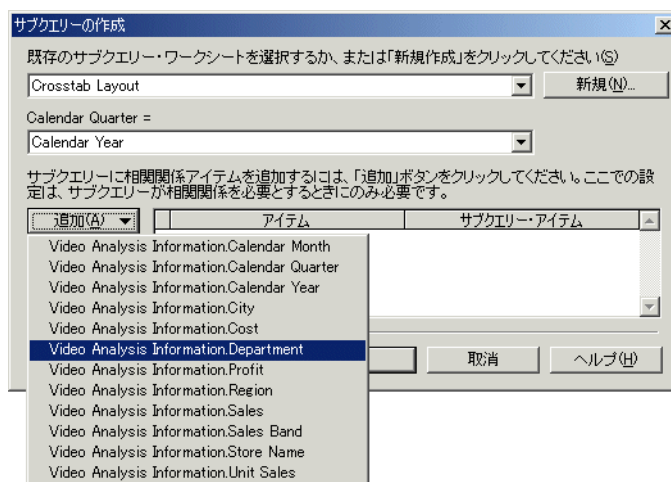 サブクエリーの作成
既存のサブクエリー・ワークシートを選択するか、または「新規作成」をクリックしてください(S)
Crosstab Layout
新規(N)...
Calendar Quarter =
Calendar Year
サブクエリーに相関関係アイテムを追加するには、「追加」ボタンをクリックしてください。ここでの設
定は、サブクエリーが相関関係を必要とするときにのみ必要です。
追加(A)
アイテム
サブクエリー・アイテム
Video Analysis Information.Calendar Month
Video Analysis Information.Calendar Quarter
Video Analysis Information.Calendar Year
Video Analysis Information.City
Video Analysis Information.Cost
Video Analysis Information.Department
Video Analysis Information.Profit
Video Analysis Information.Region
Video Analysis Information.Sales
Video Analysis Information.Sales Band
Video Analysis Information.Store Name
Video Analysis Information.Unit Sales
取消
ヘルプ(H)